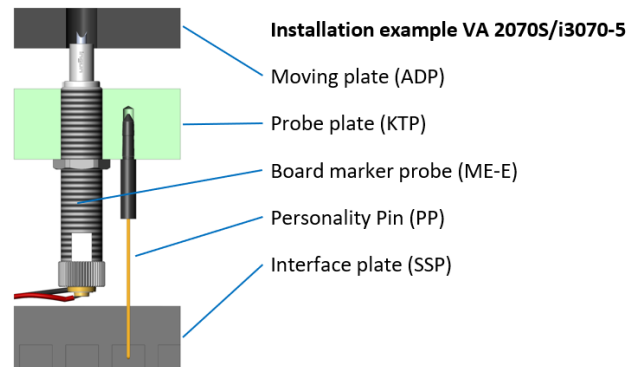 Installation example VA 2070S/i3070-5
Moving plate (ADP)
Probe plate (KTP)
Board marker probe (ME-E)
Personality Pin (PP)
Interface plate (SSP)